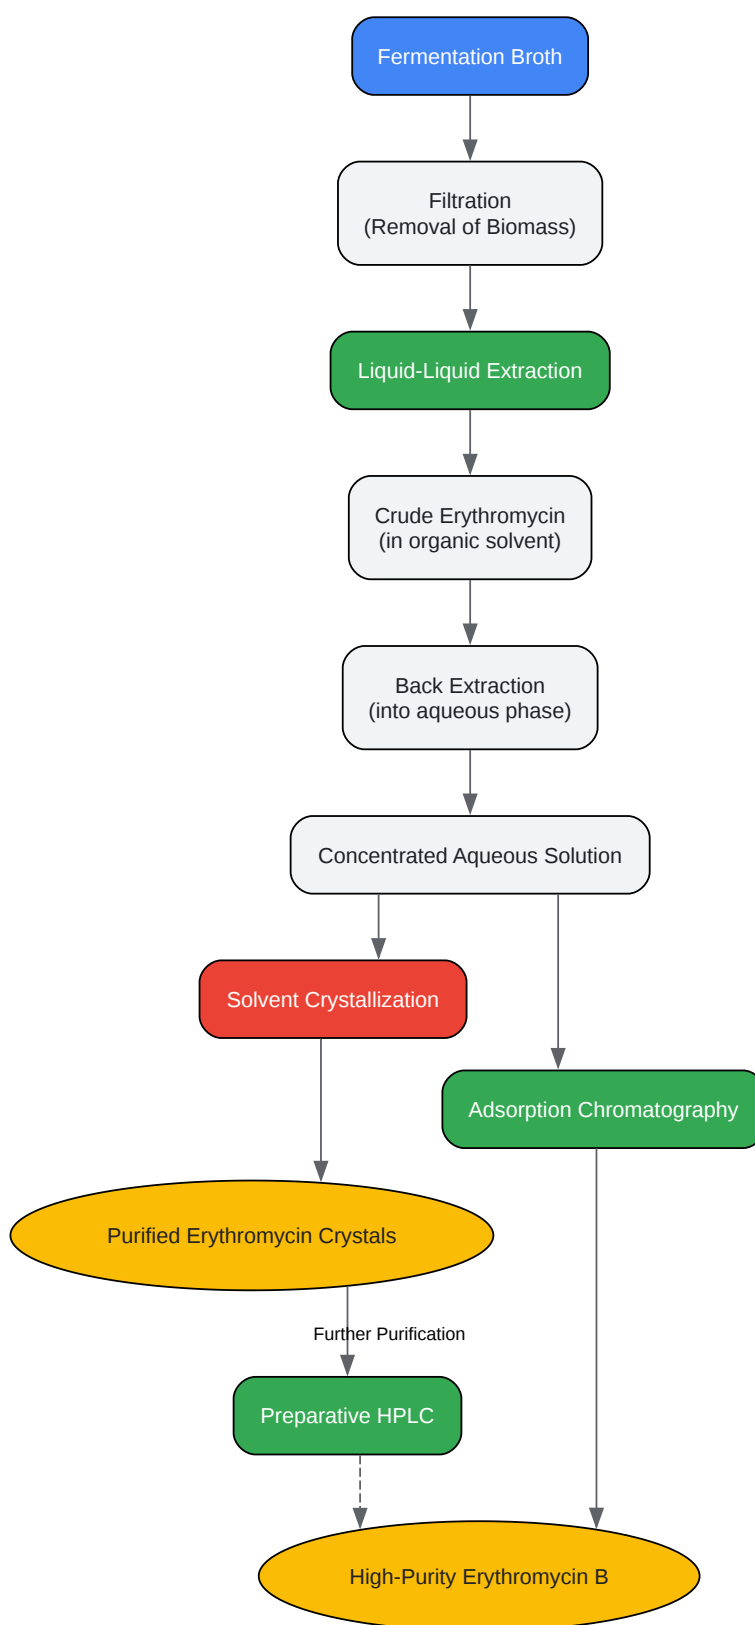 Fermentation Broth
Filtration
(Removal of Biomass)
Liquid-Liquid Extraction
Crude Erythromycin
(in organic solvent)
Back Extraction
(into aqueous phase)
Concentrated Aqueous Solution
Solvent Crystallization
Adsorption Chromatography
Purified Erythromycin Crystals
Further Purification
Preparative HPLC
High-Purity Erythromycin B